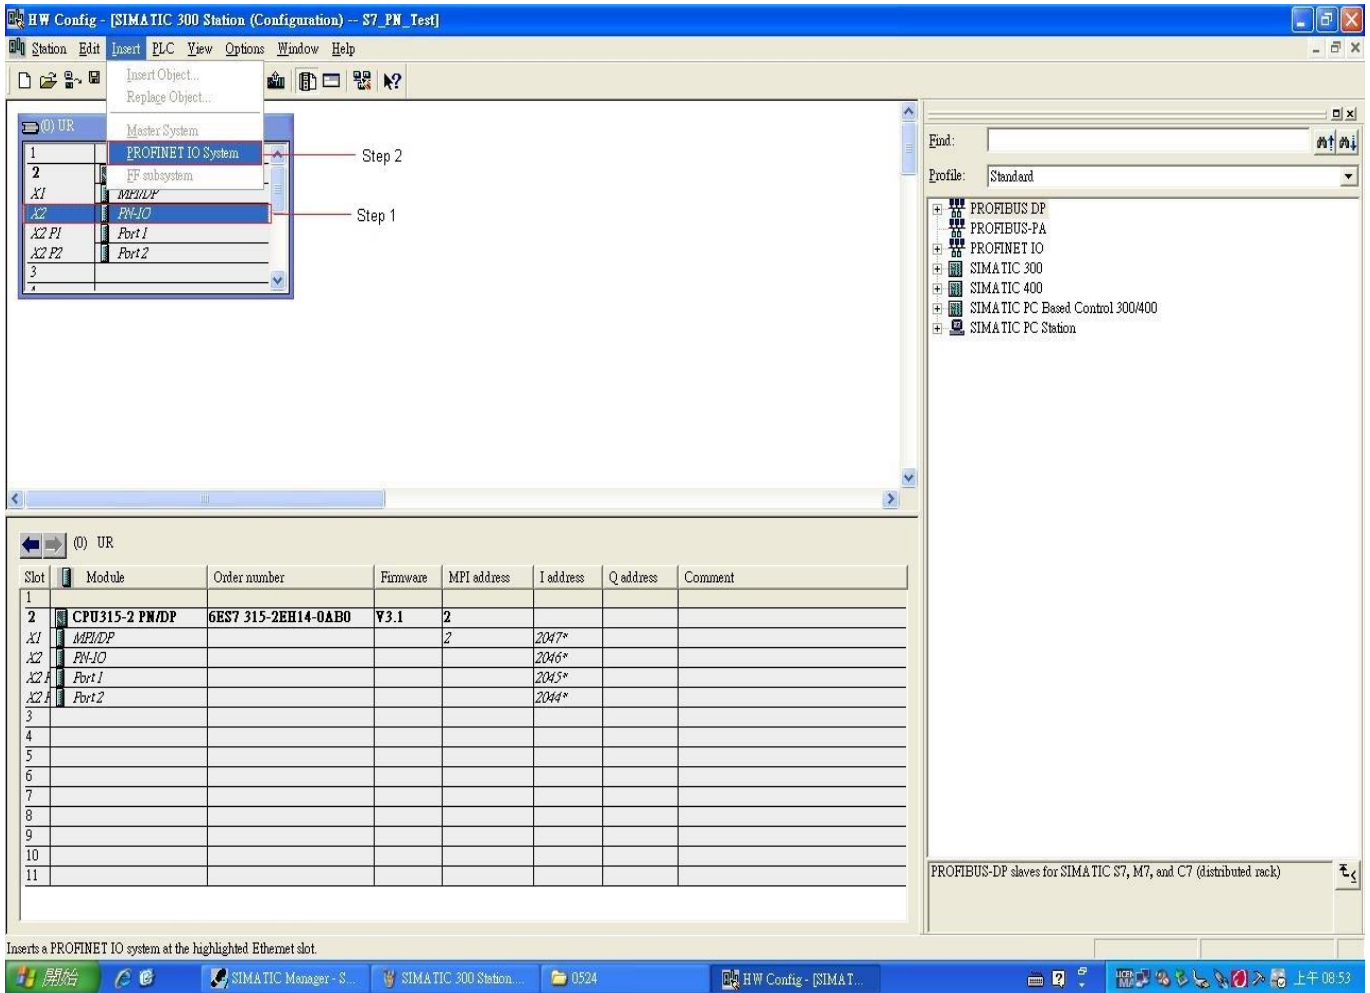 HW Config - [SIMATIC 300 Station (Configuration) -- S7_PN_Test]
Station Edit Insert PLC View Options Window Help
Insert Object...
Replace Object...
Master System
PROFINET IO System
FF subsystem
(0) UR
1
2
X1 MPI/DP
X2 PN-IO
X2 P1 Port 1
X2 P2 Port 2
3
Step 2
Step 1
Find:
Profile: Standard
PROFIBUS DP
PROFIBUS-PA
PROFINET IO
SIMATIC 300
SIMATIC 400
SIMATIC PC Based Control 300/400
SIMATIC PC Station
(0) UR
Slot Module Order number Firmware MPI address I address Q address Comment
1
2 CPU315-2 PN/DP 6ES7 315-2EH14-0AB0 V3.1 2
X1 MPI/DP 2 2047*
X2 PN-IO 2046*
X2 P Port 1 2045*
X2 P Port 2 2044*
3
4
5
6
7
8
9
10
11
PROFIBUS-DP slaves for SIMATIC S7, M7, and C7 (distributed rack)
Inserts a PROFINET IO system at the highlighted Ethernet slot.
開始 SIMATIC Manager - S... SIMATIC 300 Station.... 0524 HW Config - [SIMAT... 上午 08:53